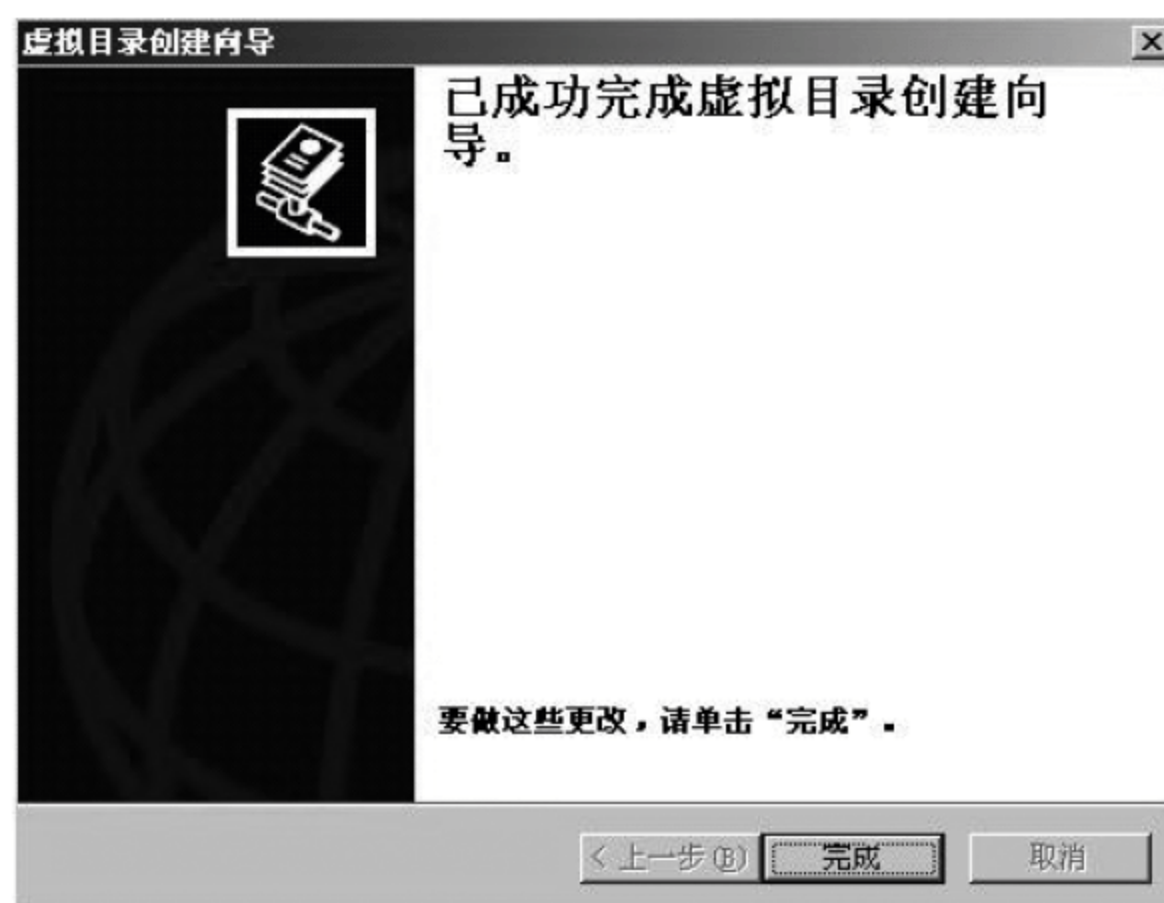 虚拟目录创建向导
已成功完成虚拟目录创建向
导。
要做这些更改，请单击“完成”。
< 上一步(B)
完成
取消